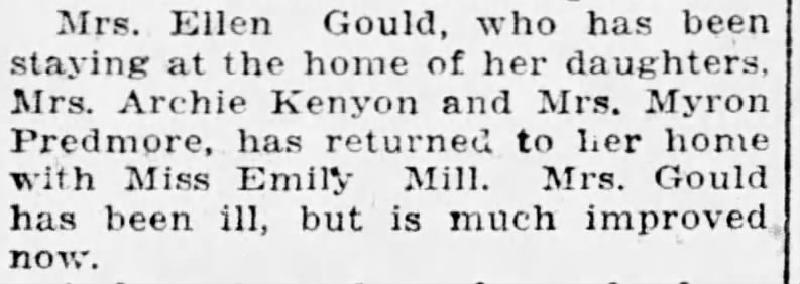 Mrs. Ellen Gould, who has been
staying at the home of her daughters,
Mrs. Archie Kenyon and Mrs. Myron
Predmore, has returned to her home
with Miss Emily Mill. Mrs. Gould
has been ill, but is much improved
now.